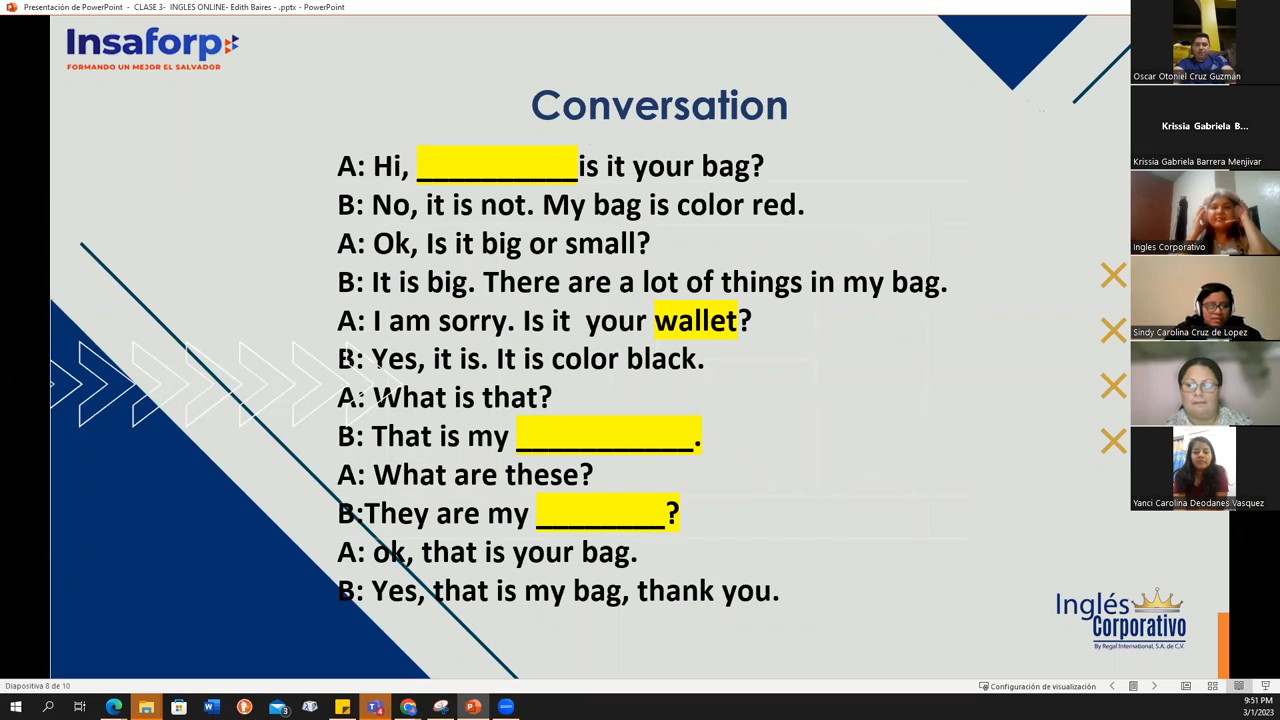 Presentación de PowerPoint - CLASE 3- INGLES ONLINE- Edith Baires - .pptx - PowerPoint
Insaforp
FORMANDO UN MEJOR EL SALVADOR
Conversation
A: Hi, __________is it your bag?
B: No, it is not. My bag is color red.
A: Ok, Is it big or small?
B: It is big. There are a lot of things in my bag.
A: I am sorry. Is it your wallet?
B: Yes, it is. It is color black.
A: What is that?
B: That is my ___________.
A: What are these?
B:They are my ________?
A: ok, that is your bag.
B: Yes, that is my bag, thank you.
Oscar Otoniel Cruz Guzmán
Krissia Gabriela B...
Krissia Gabriela Barrera Menjivar
Ingles Corporativo
Sindy Carolina Cruz de Lopez
Yanci Carolina Deodanes Vasquez
Inglés
Corporativo
By Regal International, S.A. de C.V.
Diapositiva 8 de 10
Configuración de visualización
9:51 PM
3/1/2023